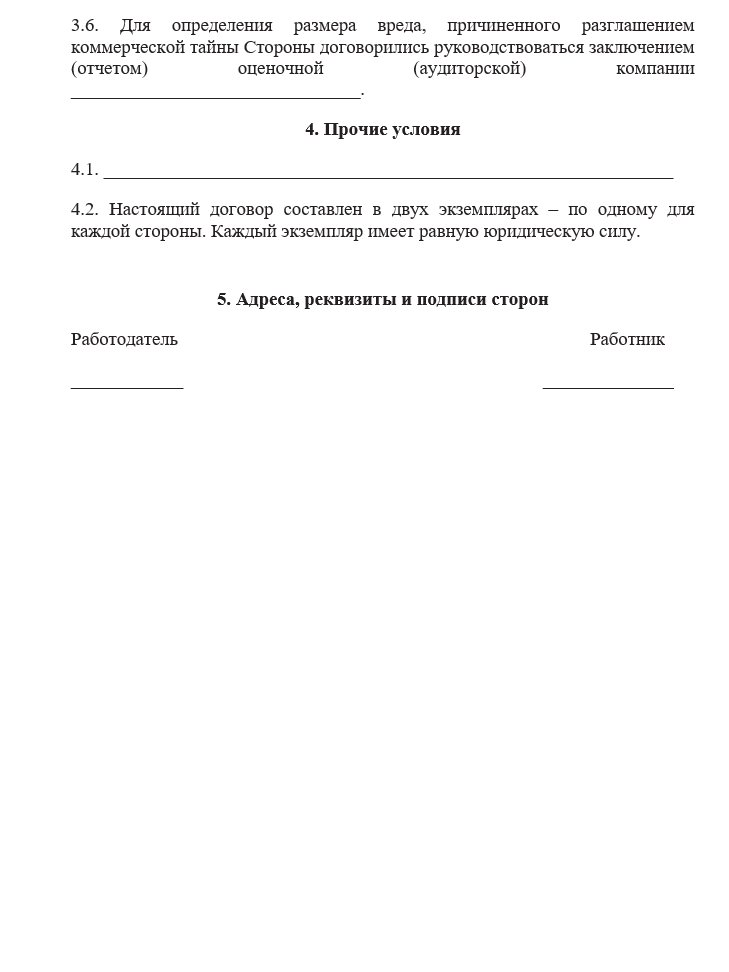 3.6. Для определения размера вреда, причиненного разглашением
коммерческой тайны Стороны договорились руководствоваться заключением
(отчетом) оценочной (аудиторской) компании
_______________________________.
4. Прочие условия
4.1. _____________________________________________________________
4.2. Настоящий договор составлен в двух экземплярах – по одному для
каждой стороны. Каждый экземпляр имеет равную юридическую силу.
5. Адреса, реквизиты и подписи сторон
Работодатель Работник
____________ ______________